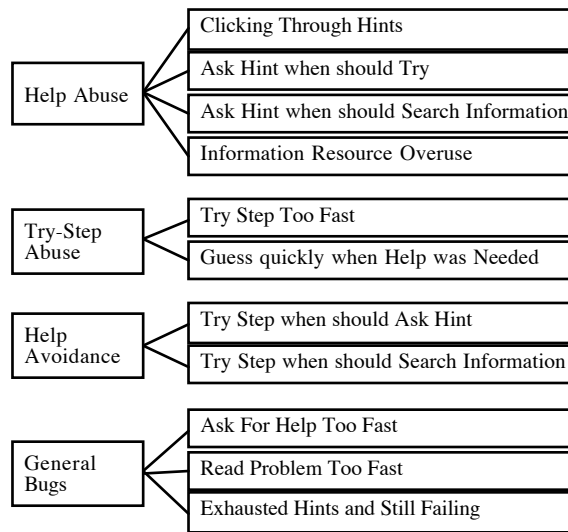 Help Abuse
Clicking Through Hints
Ask Hint when should Try
Ask Hint when should Search Information
Information Resource Overuse
Try-Step
Abuse
Try Step Too Fast
Guess quickly when Help was Needed
Help
Avoidance
Try Step when should Ask Hint
Try Step when should Search Information
General
Bugs
Ask For Help Too Fast
Read Problem Too Fast
Exhausted Hints and Still Failing